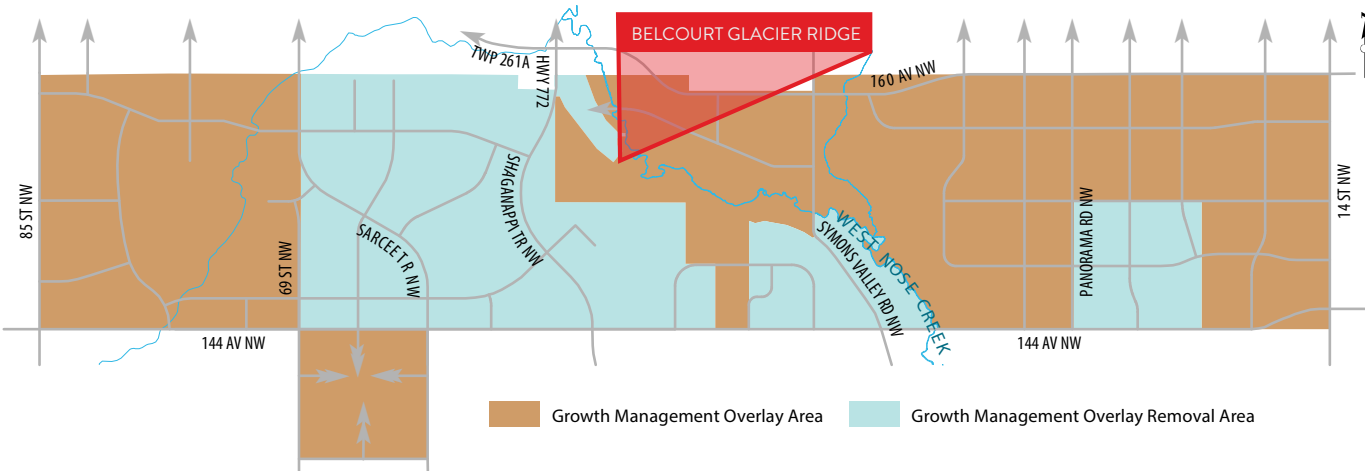 BELCOURT GLACIER RIDGE
TWP 261A
HWY 772
160 AV NW
85 ST NW
69 ST NW
SARCEET R NW
SHAGANAPPI TR NW
WEST NOSE CREEK
SYMONS VALLEY RD NW
PANORAMA RD NW
14 ST NW
144 AV NW
144 AV NW
Growth Management Overlay Area
Growth Management Overlay Removal Area